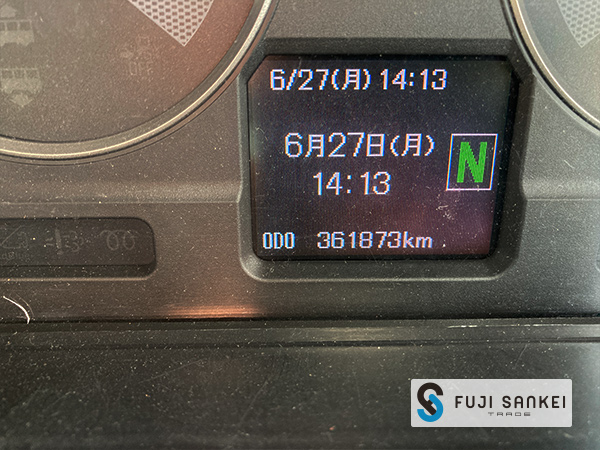 6/27(月) 14:13
6月27日(月)
14:13
N
ODO 361873km
FUJI SANKEI
TRADE